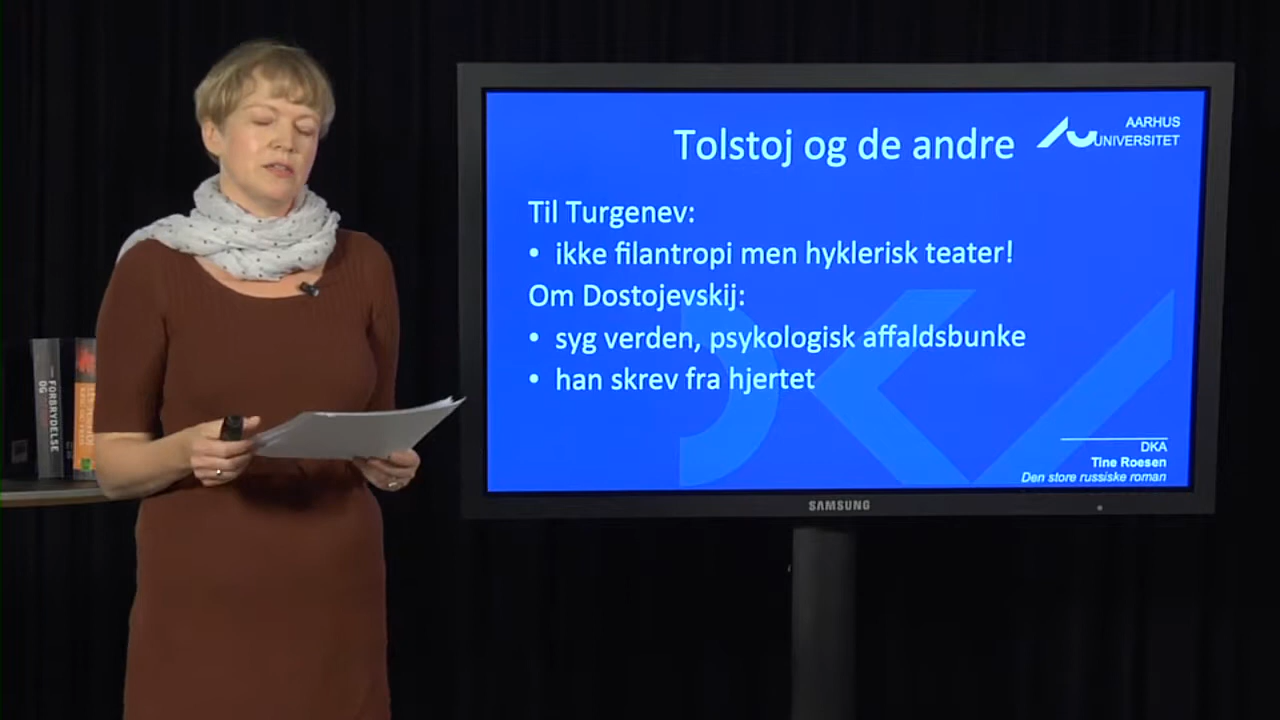 Tolstoj og de andre
AARHUS
UNIVERSITET
Til Turgenev:
• ikke filantropi men hyklerisk teater!
Om Dostojevskij:
• syg verden, psykologisk affaldsbunke
• han skrev fra hjertet
DKA
Tine Roesen
Den store russiske roman
SAMSUNG
FORBRYDELSE
OG